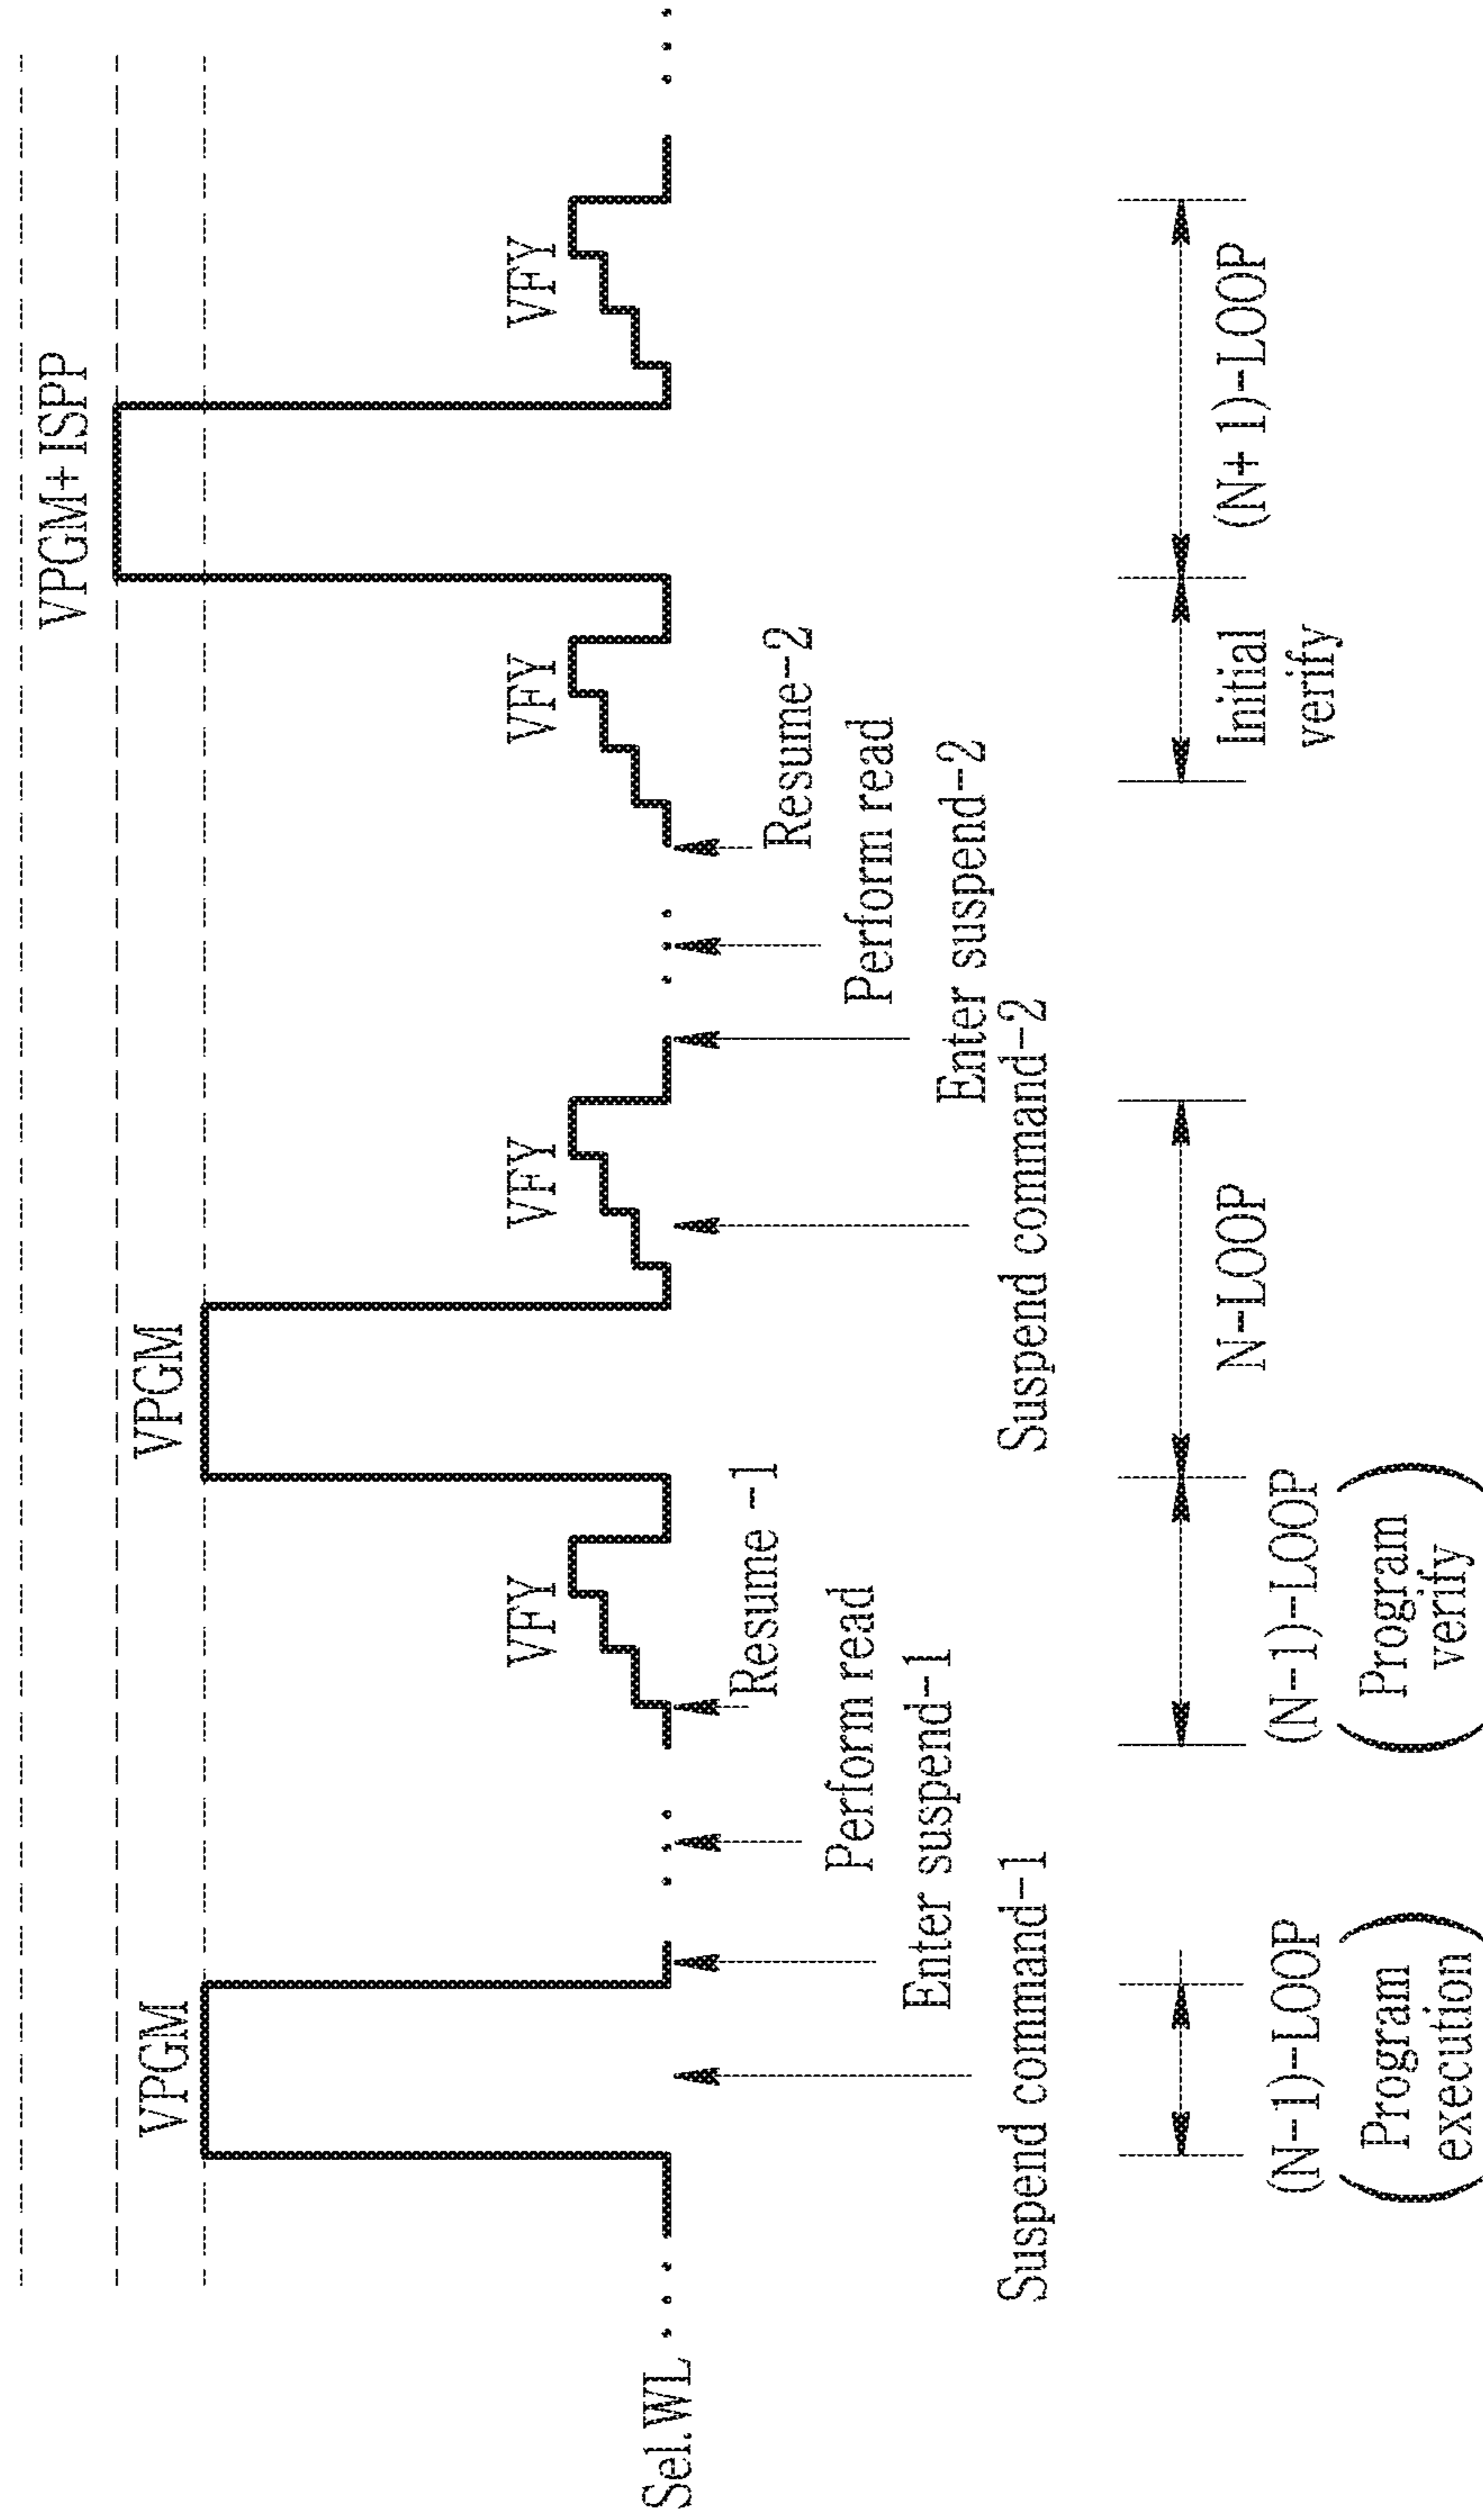 VPGM+ISPP
VPGM
VPGM
VFY
VFY
VFY
VFY
Sel.WL
Resume -1
Resume-2
Perform read
Perform read
Enter suspend-1
Enter suspend-2
Suspend command-1
Suspend command-2
(N-1)-LOOP
(Program
execution)
(N-1)-LOOP
(Program
verify)
N-LOOP
Initial
verify
(N+1)-LOOP